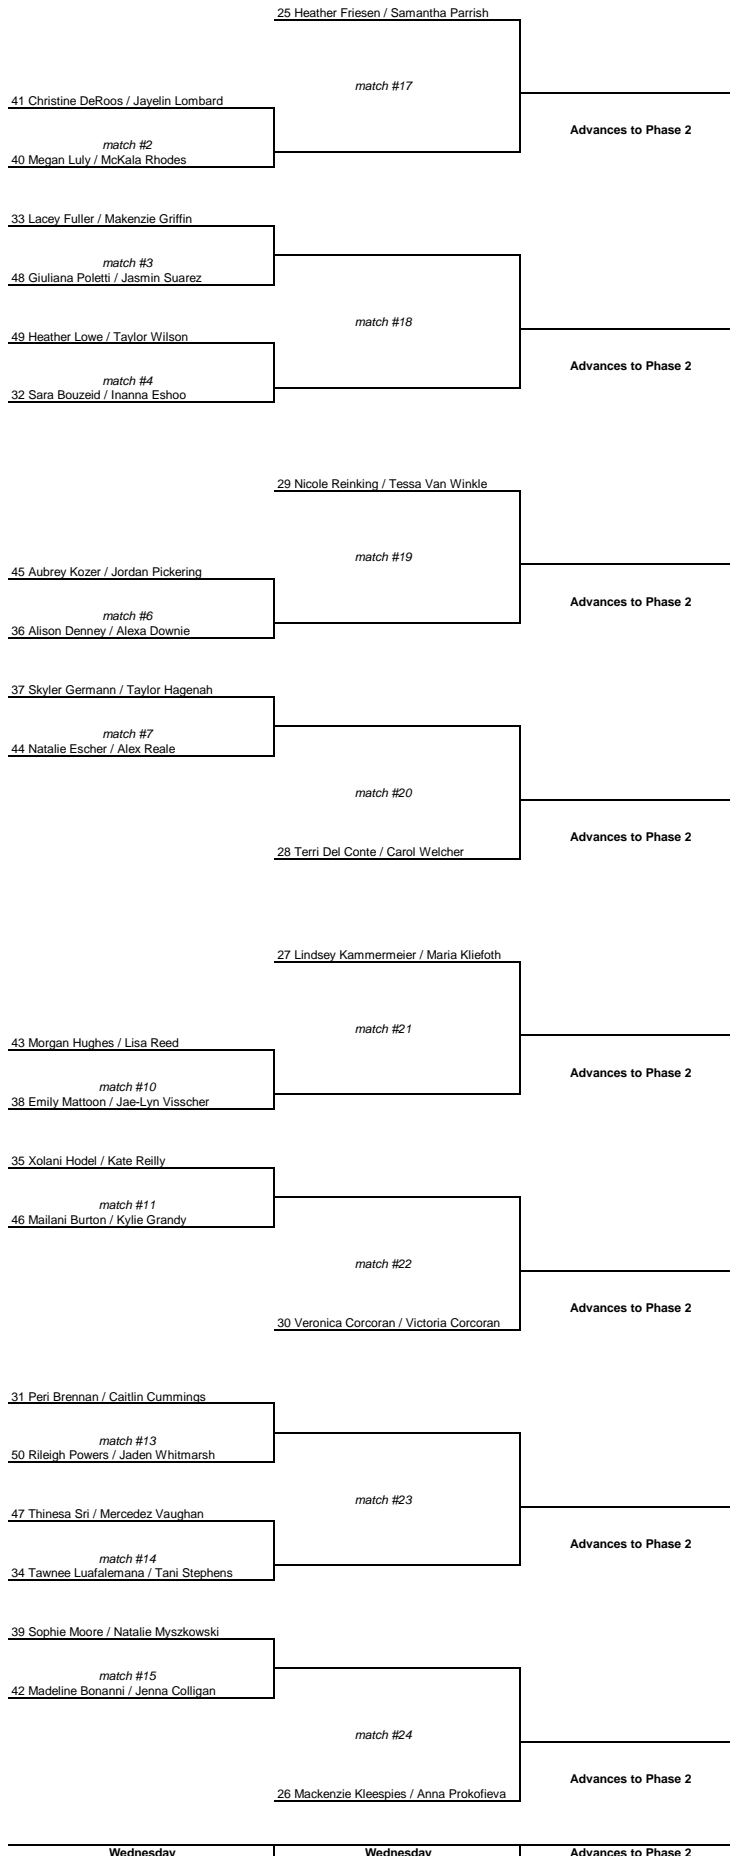 25 Heather Friesen / Samantha Parrish
match #17
41 Christine DeRoos / Jayelin Lombard
Advances to Phase 2
match #2
40 Megan Luly / McKala Rhodes
33 Lacey Fuller / Makenzie Griffin
match #3
48 Giuliana Poletti / Jasmin Suarez
match #18
49 Heather Lowe / Taylor Wilson
Advances to Phase 2
match #4
32 Sara Bouzeid / Inanna Eshoo
29 Nicole Reinking / Tessa Van Winkle
match #19
45 Aubrey Kozer / Jordan Pickering
Advances to Phase 2
match #6
36 Alison Denney / Alexa Downie
37 Skyler Germann / Taylor Hagenah
match #7
44 Natalie Escher / Alex Reale
match #20
Advances to Phase 2
28 Terri Del Conte / Carol Welcher
27 Lindsey Kammermeier / Maria Kliefoth
match #21
43 Morgan Hughes / Lisa Reed
Advances to Phase 2
match #10
38 Emily Mattoon / Jae-Lyn Visscher
35 Xolani Hodel / Kate Reilly
match #11
46 Mailani Burton / Kylie Grandy
match #22
Advances to Phase 2
30 Veronica Corcoran / Victoria Corcoran
31 Peri Brennan / Caitlin Cummings
match #13
50 Rileigh Powers / Jaden Whitmarsh
match #23
47 Thinesa Sri / Mercedez Vaughan
Advances to Phase 2
match #14
34 Tawnee Luafalemana / Tani Stephens
39 Sophie Moore / Natalie Myszkowski
match #15
42 Madeline Bonanni / Jenna Colligan
match #24
Advances to Phase 2
26 Mackenzie Kleespies / Anna Prokofieva
Wednesday Wednesday Advances to Phase 2